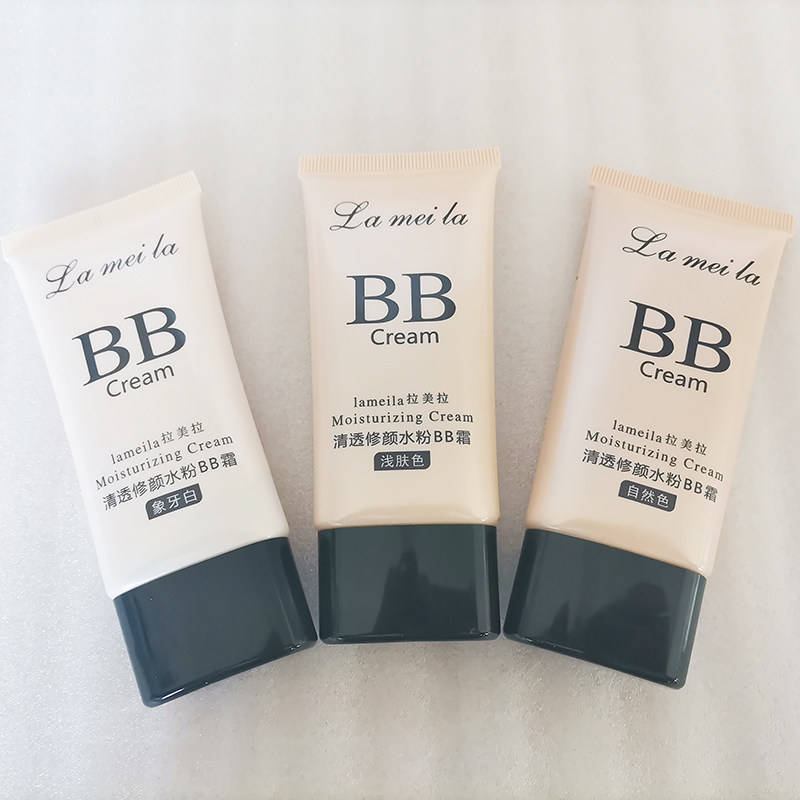 La mei la
BB
Cream
lameila拉美拉
Moisturizing Cream
清透修颜水粉BB霜
象牙白
La mei la
BB
Cream
lameila拉美拉
Moisturizing Cream
清透修颜水粉BB霜
浅肤色
La mei la
BB
Cream
lameila拉美拉
Moisturizing Cream
清透修颜水粉BB霜
自然色